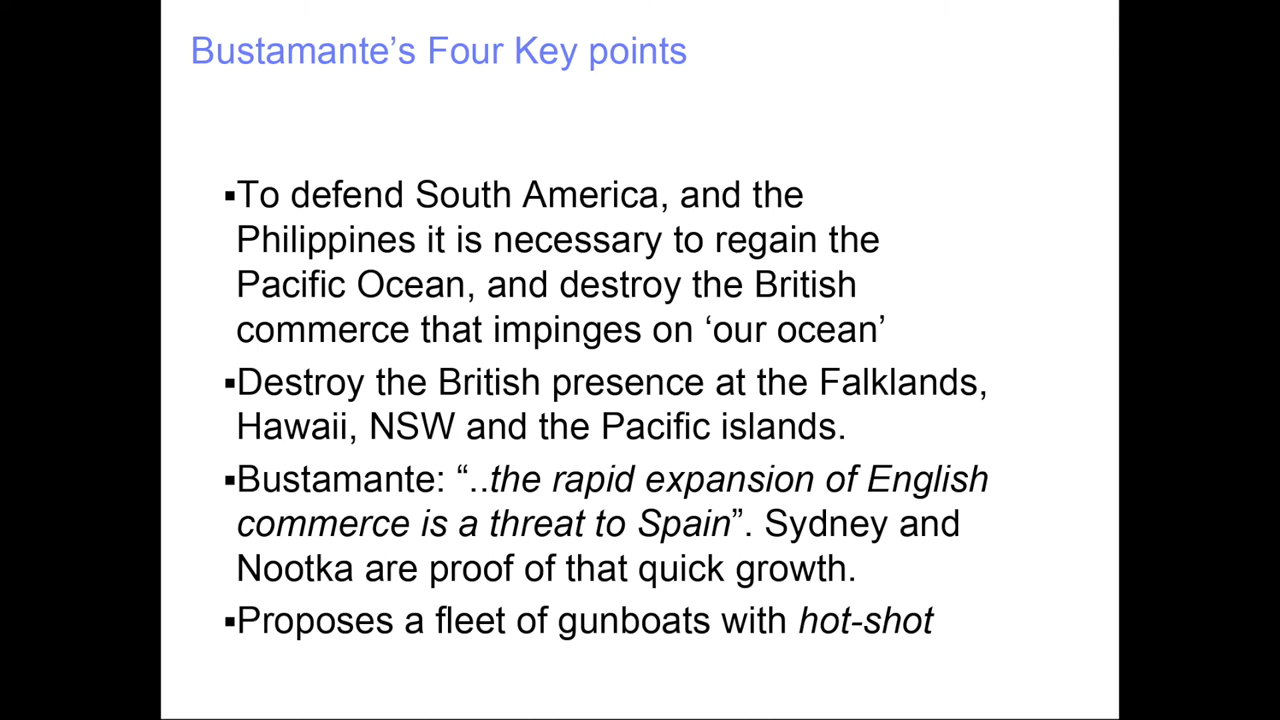 Bustamante’s Four Key points
▪To defend South America, and the
Philippines it is necessary to regain the
Pacific Ocean, and destroy the British
commerce that impinges on ‘our ocean’
▪Destroy the British presence at the Falklands,
Hawaii, NSW and the Pacific islands.
▪Bustamante: “..the rapid expansion of English
commerce is a threat to Spain”. Sydney and
Nootka are proof of that quick growth.
▪Proposes a fleet of gunboats with hot-shot